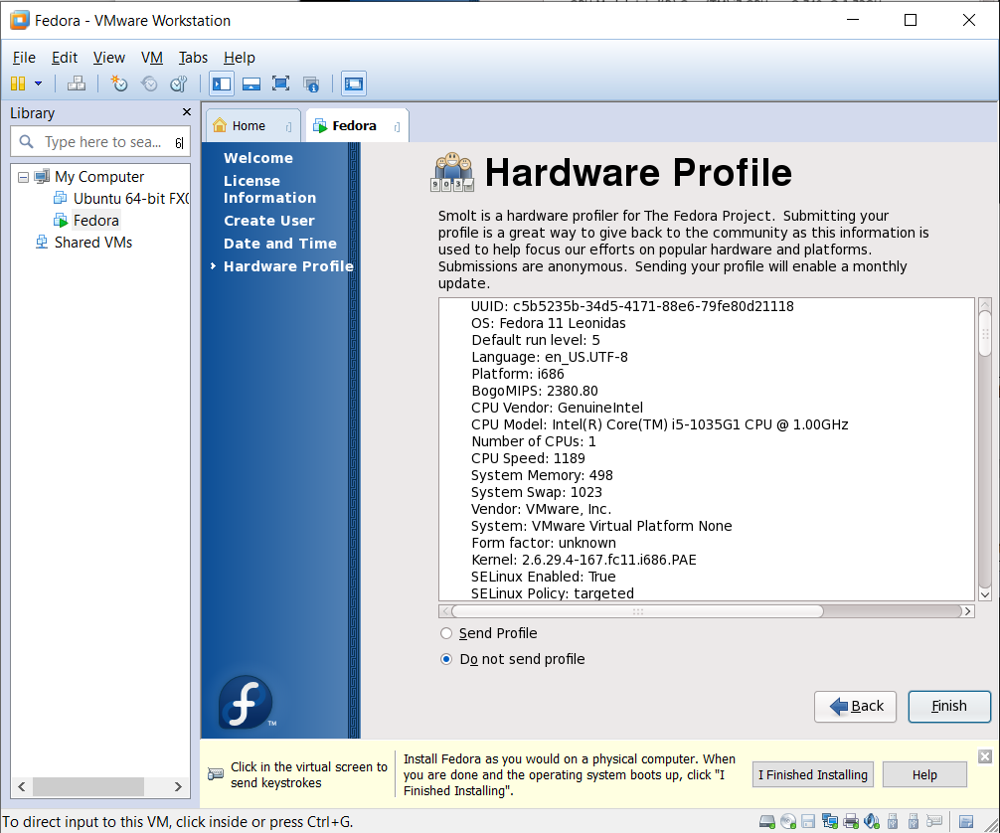 Fedora - VMware Workstation
File Edit View VM Tabs Help
Library
Type here to sea...
My Computer
Ubuntu 64-bit FX
Fedora
Shared VMs
Home
Fedora
Welcome
License
Information
Create User
Date and Time
Hardware Profile
Hardware Profile
Smolt is a hardware profiler for The Fedora Project. Submitting your
profile is a great way to give back to the community as this information is
used to help focus our efforts on popular hardware and platforms.
Submissions are anonymous. Sending your profile will enable a monthly
update.
UUID: c5b5235b-34d5-4171-88e6-79fe80d21118
OS: Fedora 11 Leonidas
Default run level: 5
Language: en_US.UTF-8
Platform: i686
BogoMIPS: 2380.80
CPU Vendor: GenuineIntel
CPU Model: Intel(R) Core(TM) i5-1035G1 CPU @ 1.00GHz
Number of CPUs: 1
CPU Speed: 1189
System Memory: 498
System Swap: 1023
Vendor: VMware, Inc.
System: VMware Virtual Platform None
Form factor: unknown
Kernel: 2.6.29.4-167.fc11.i686.PAE
SELinux Enabled: True
SELinux Policy: targeted
Send Profile
Do not send profile
Back
Finish
TM
Click in the virtual screen to
send keystrokes
Install Fedora as you would on a physical computer. When
you are done and the operating system boots up, click "I
Finished Installing".
I Finished Installing
Help
To direct input to this VM, click inside or press Ctrl+G.